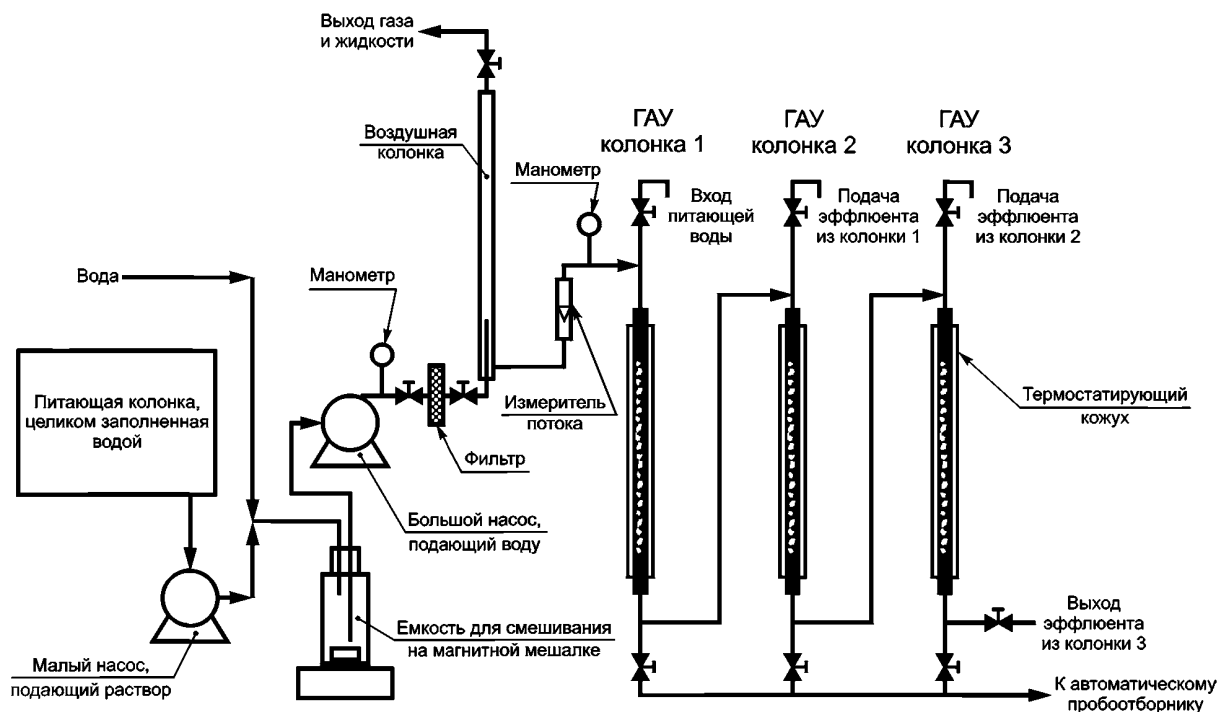 Выход газа
и жидкости
Воздушная
колонка
Манометр
ГАУ
колонка 1
ГАУ
колонка 2
ГАУ
колонка 3
Вход
питающей
воды
Подача
эффлюента
из колонки 1
Подача
эффлюента
из колонки 2
Вода
Манометр
Питающая колонка,
целиком заполненная
водой
Измеритель
потока
Фильтр
Термостатирующий
кожух
Большой насос,
подающий воду
Емкость для смешивания
на магнитной мешалке
Малый насос,
подающий раствор
Выход
эффлюента
из колонки 3
К автоматическому
пробоотборнику